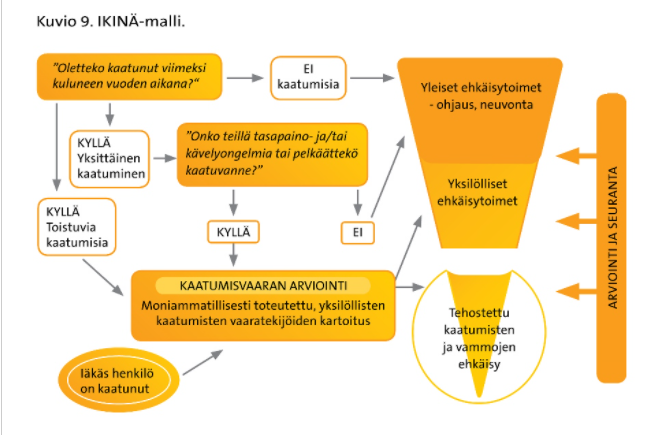 Kuvio 9. IKINÄ-malli.
"Oletteko kaatunut viimeksi
kuluneen vuoden aikana?"
EI
kaatumisia
Yleiset ehkäisytoimet
- ohjaus, neuvonta
KYLLÄ
Yksittäinen
kaatuminen
"Onko teillä tasapaino- ja/tai
kävelyongelmia tai pelkäättekö
kaatuvanne?"
Yksilölliset
ehkäisytoimet
KYLLÄ
Toistuvia
kaatumisia
KYLLÄ
EI
KAATUMISVAARAN ARVIOINTI
Moniammatillisesti toteutettu, yksilöllisten
kaatumisten vaaratekijöiden kartoitus
Tehostettu
kaatumisten
ja vammojen
ehkäisy
Iäkäs henkilö
on kaatunut
ARVIOINTI JA SEURANTA